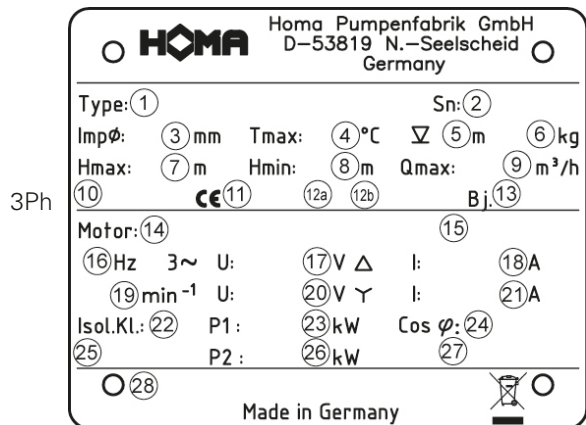 HOMA Homa Pumpenfabrik GmbH
D-53819 N.-Seelscheid
Germany
Type: 1 Sn: 2
Impø: 3 mm Tmax: 4 °C 5 m 6 kg
Hmax: 7 m Hmin: 8 m Qmax: 9 m³/h
3Ph
10 CE 11 12a 12b Bj. 13
Motor: 14 15
16 Hz 3~ U: 17 V △ I: 18 A
19 min⁻¹ U: 20 V Y I: 21 A
Isol.Kl.: 22 P1 : 23 kW Cos φ: 24
25 P2 : 26 kW 27
28
Made in Germany